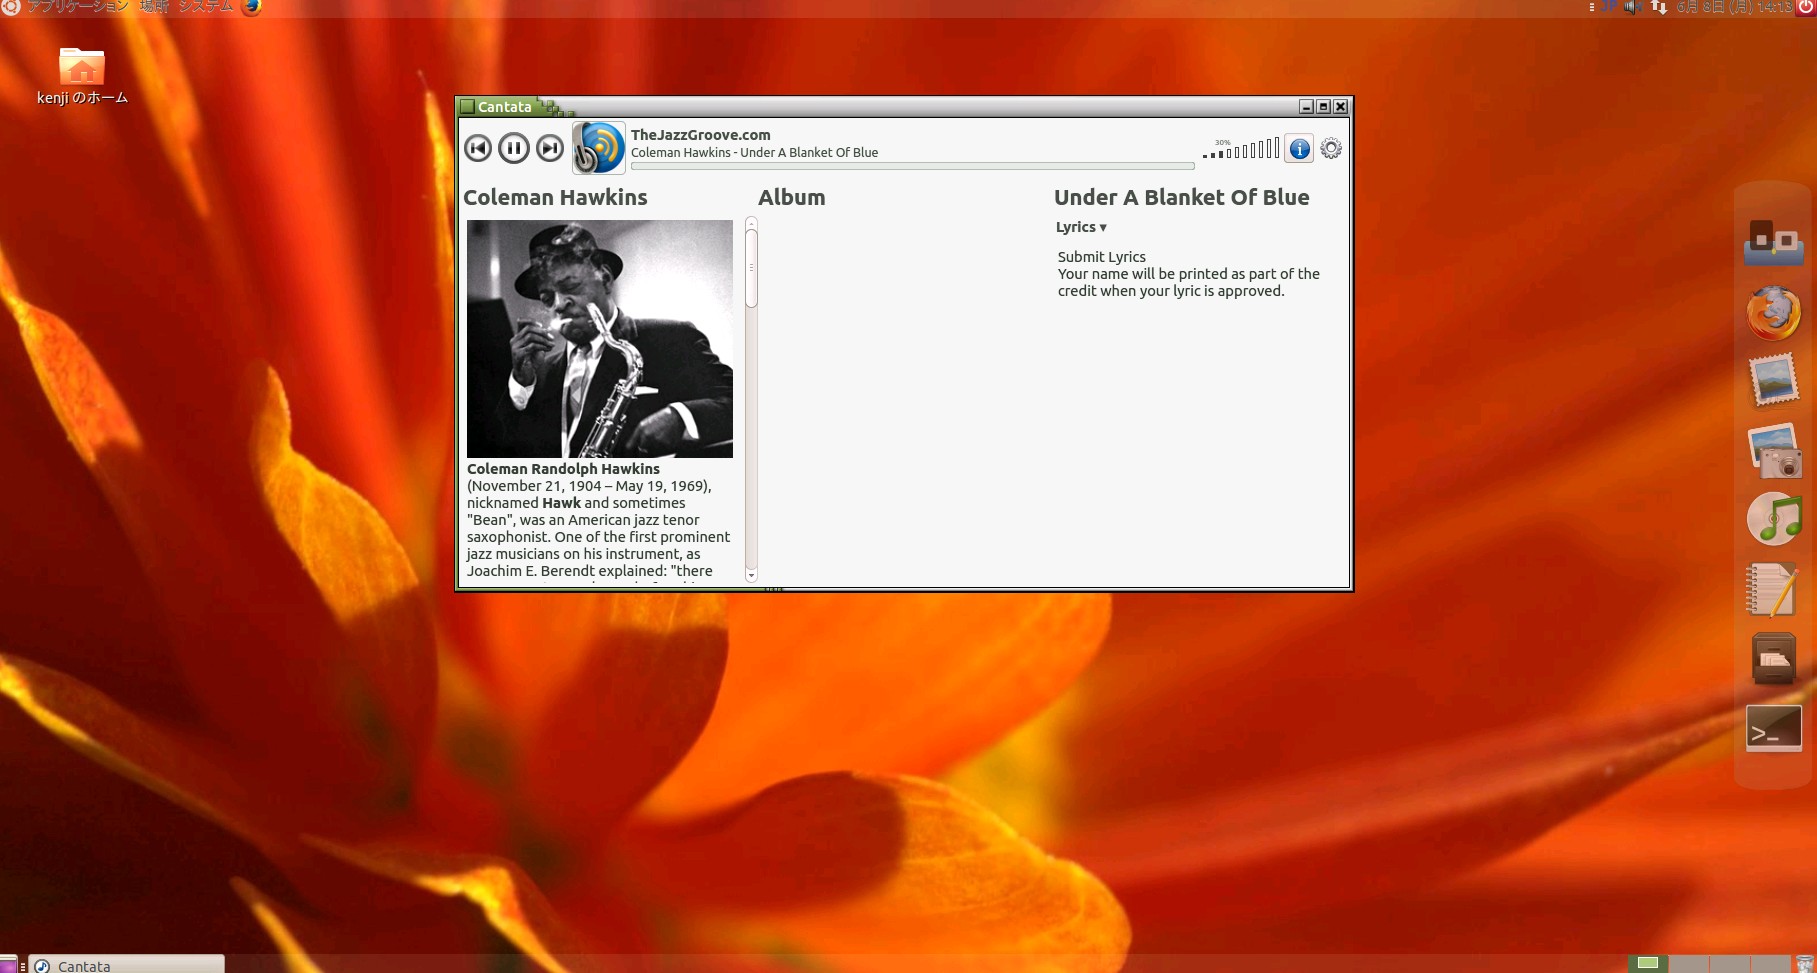 アプリケーション 場所 システム
JP 6月 8日 (月) 14:13
kenji のホーム
Cantata
TheJazzGroove.com
Coleman Hawkins - Under A Blanket Of Blue
30%
Coleman Hawkins
Album
Under A Blanket Of Blue
Lyrics ▾
Submit Lyrics
Your name will be printed as part of the
credit when your lyric is approved.
Coleman Randolph Hawkins
(November 21, 1904 – May 19, 1969),
nicknamed Hawk and sometimes
"Bean", was an American jazz tenor
saxophonist. One of the first prominent
jazz musicians on his instrument, as
Joachim E. Berendt explained: "there
>_
Cantata